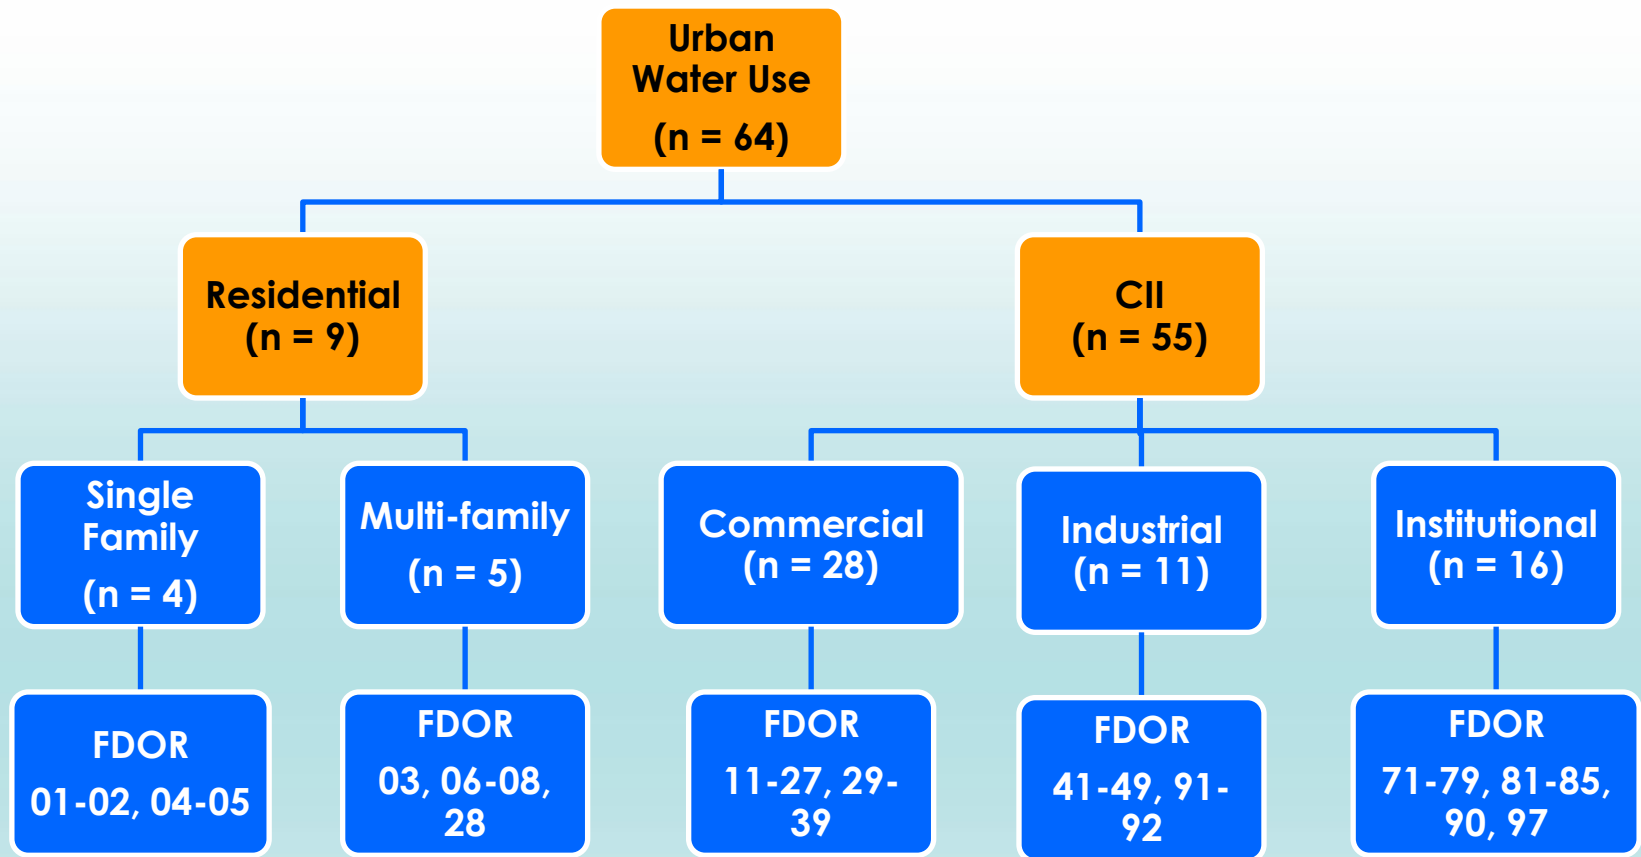 Urban
Water Use
(n = 64)
Residential
(n = 9)
CII
(n = 55)
Single
Family
(n = 4)
Multi-family
(n = 5)
Commercial
(n = 28)
Industrial
(n = 11)
Institutional
(n = 16)
FDOR
01-02, 04-05
FDOR
03, 06-08,
28
FDOR
11-27, 29-
39
FDOR
41-49, 91-
92
FDOR
71-79, 81-85,
90, 97